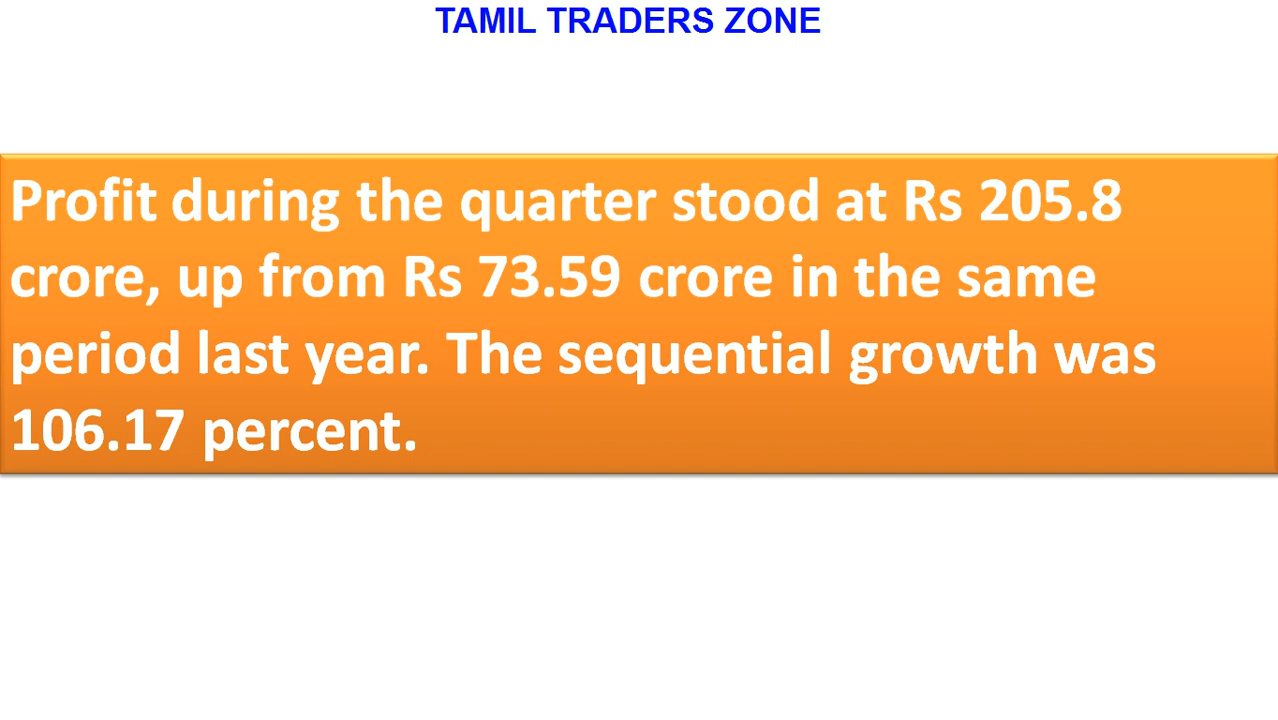 TAMIL TRADERS ZONE
Profit during the quarter stood at Rs 205.8
crore, up from Rs 73.59 crore in the same
period last year. The sequential growth was
106.17 percent.